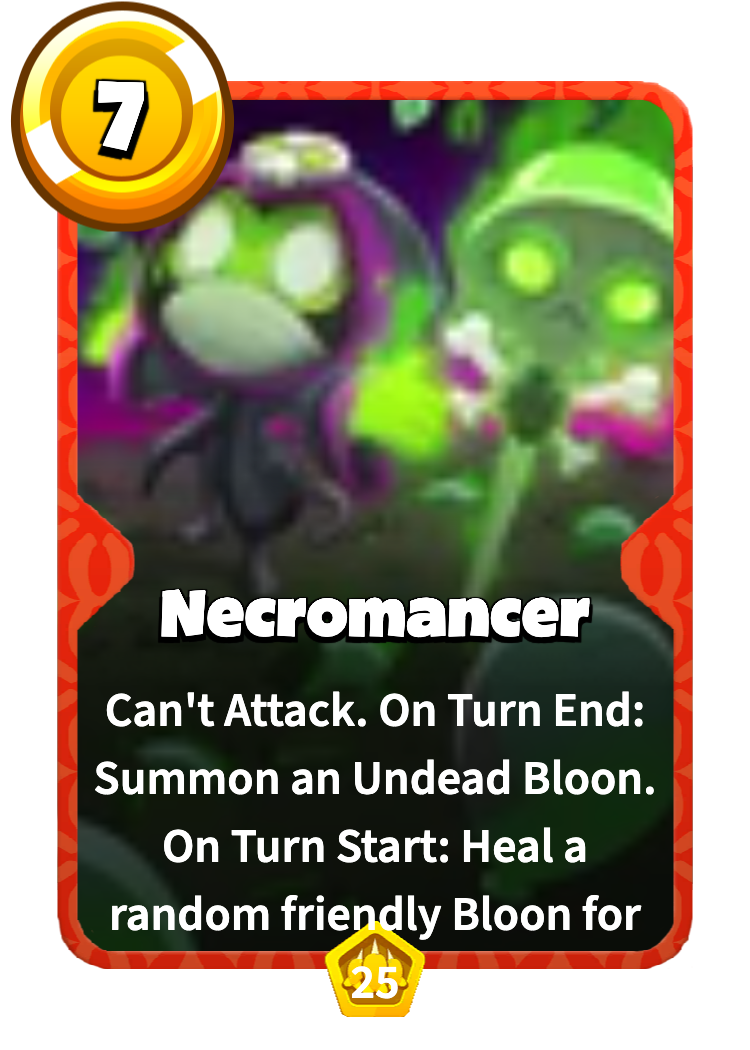 7
Necromancer
Can't Attack. On Turn End:
Summon an Undead Bloon.
On Turn Start: Heal a
random friendly Bloon for
25